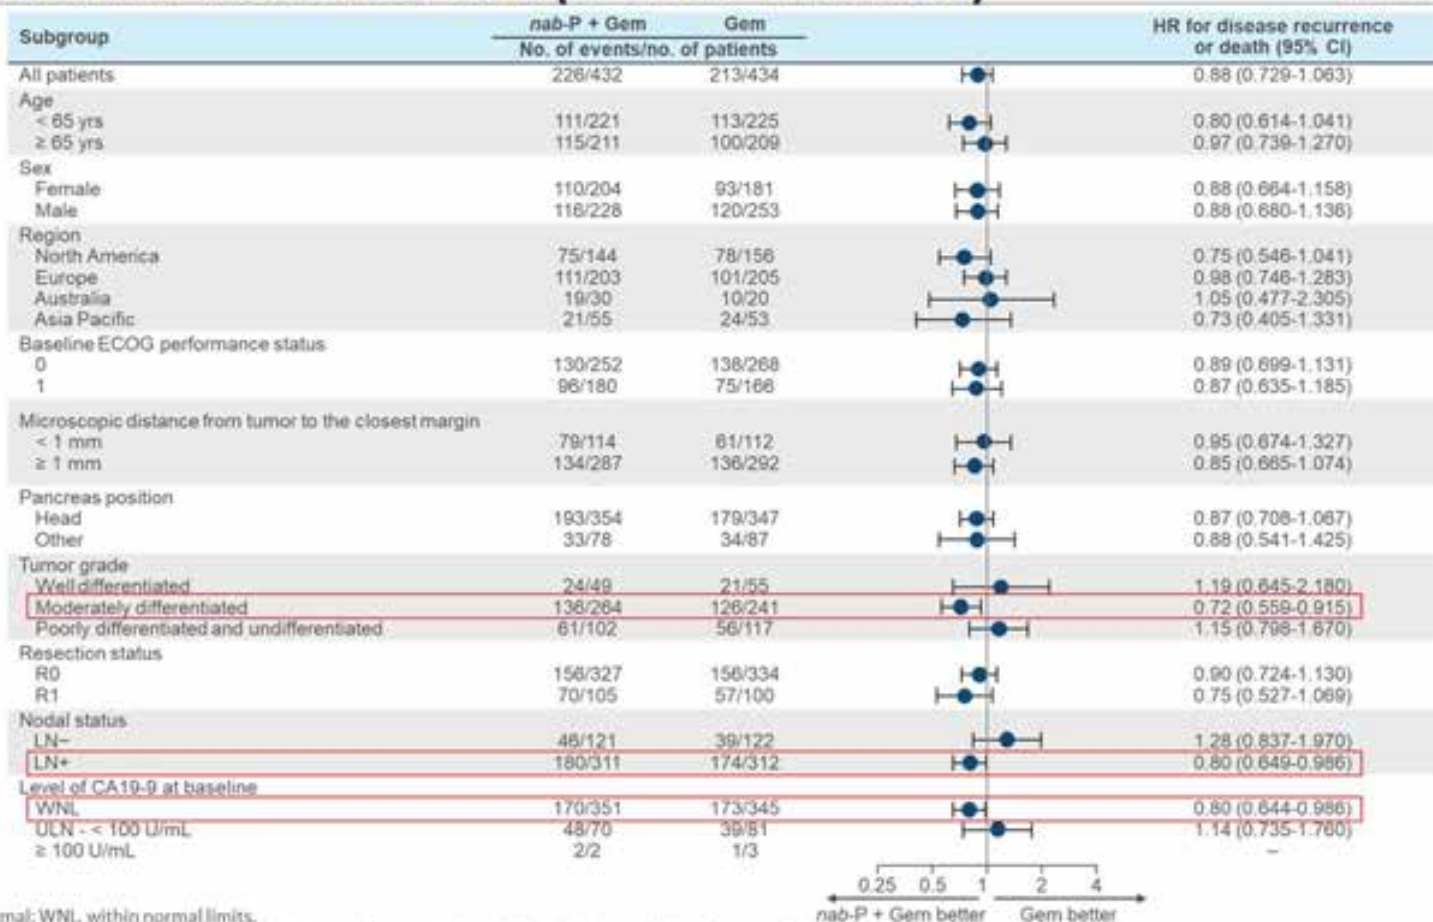 Subgroup nab-P + Gem Gem HR for disease recurrence
No. of events/no. of patients or death (95% CI)
All patients 226/432 213/434 0.88 (0.729-1.063)
Age
< 65 yrs 111/221 113/225 0.80 (0.614-1.041)
≥ 65 yrs 115/211 100/209 0.97 (0.739-1.270)
Sex
Female 110/204 93/181 0.88 (0.664-1.158)
Male 116/228 120/253 0.88 (0.680-1.136)
Region
North America 75/144 78/156 0.75 (0.546-1.041)
Europe 111/203 101/205 0.98 (0.746-1.283)
Australia 19/30 10/20 1.05 (0.477-2.305)
Asia Pacific 21/55 24/53 0.73 (0.405-1.331)
Baseline ECOG performance status
0 130/252 138/268 0.89 (0.699-1.131)
1 96/180 75/166 0.87 (0.635-1.185)
Microscopic distance from tumor to the closest margin
< 1 mm 79/114 61/112 0.95 (0.674-1.327)
≥ 1 mm 134/287 136/292 0.85 (0.665-1.074)
Pancreas position
Head 193/354 179/347 0.87 (0.708-1.067)
Other 33/78 34/87 0.88 (0.541-1.425)
Tumor grade
Well differentiated 24/49 21/55 1.19 (0.645-2.180)
Moderately differentiated 136/264 126/241 0.72 (0.559-0.915)
Poorly differentiated and undifferentiated 61/102 56/117 1.15 (0.798-1.670)
Resection status
R0 156/327 156/334 0.90 (0.724-1.130)
R1 70/105 57/100 0.75 (0.527-1.069)
Nodal status
LN− 46/121 39/122 1.28 (0.837-1.970)
LN+ 180/311 174/312 0.80 (0.649-0.986)
Level of CA19-9 at baseline
WNL 170/351 173/345 0.80 (0.644-0.986)
ULN - < 100 U/mL 48/70 39/81 1.14 (0.735-1.760)
≥ 100 U/mL 2/2 1/3 –
0.25 0.5 1 2 4
nab-P + Gem better Gem better
WNL, within normal limits.